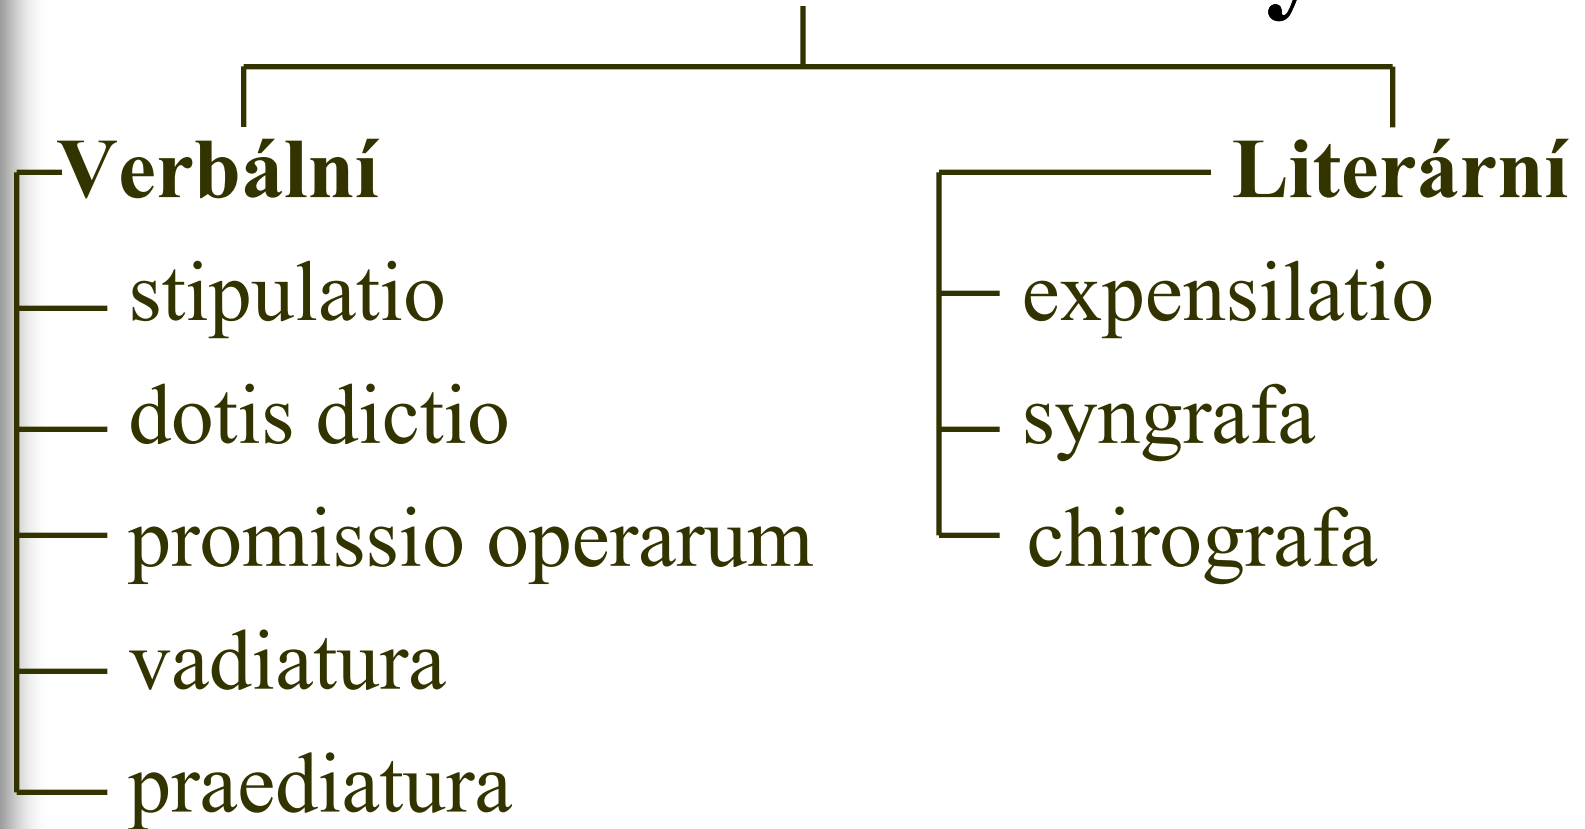 Verbální
stipulatio
dotis dictio
promissio operarum
vadiatura
praediatura
Literární
expensilatio
syngrafa
chirografa